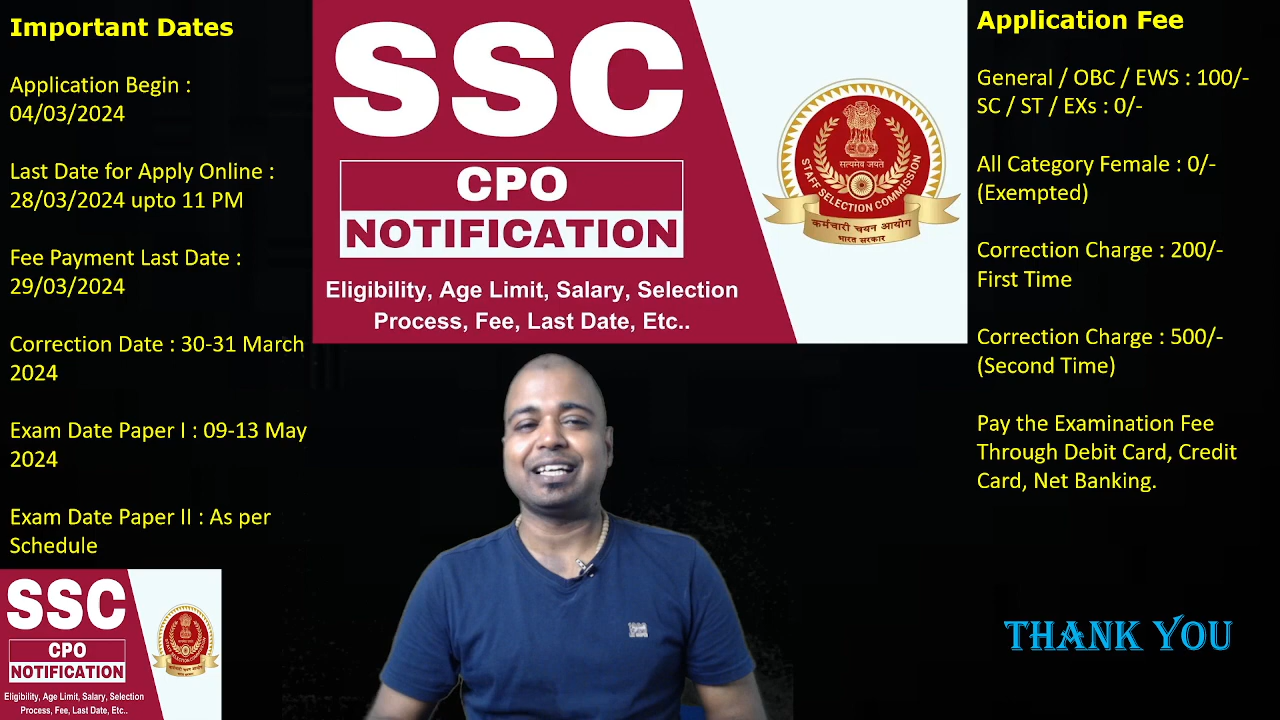 Important Dates
Application Begin :
04/03/2024
Last Date for Apply Online :
28/03/2024 upto 11 PM
Fee Payment Last Date :
29/03/2024
Correction Date : 30-31 March
2024
Exam Date Paper I : 09-13 May
2024
Exam Date Paper II : As per
Schedule
SSC
CPO
NOTIFICATION
Eligibility, Age Limit, Salary, Selection
Process, Fee, Last Date, Etc..
सत्यमेव जयते
STAFF SELECTION COMMISSION
कर्मचारी चयन आयोग
भारत सरकार
Application Fee
General / OBC / EWS : 100/-
SC / ST / EXs : 0/-
All Category Female : 0/-
(Exempted)
Correction Charge : 200/-
First Time
Correction Charge : 500/-
(Second Time)
Pay the Examination Fee
Through Debit Card, Credit
Card, Net Banking.
THANK YOU
SSC
CPO
NOTIFICATION
Eligibility, Age Limit, Salary, Selection
Process, Fee, Last Date, Etc..